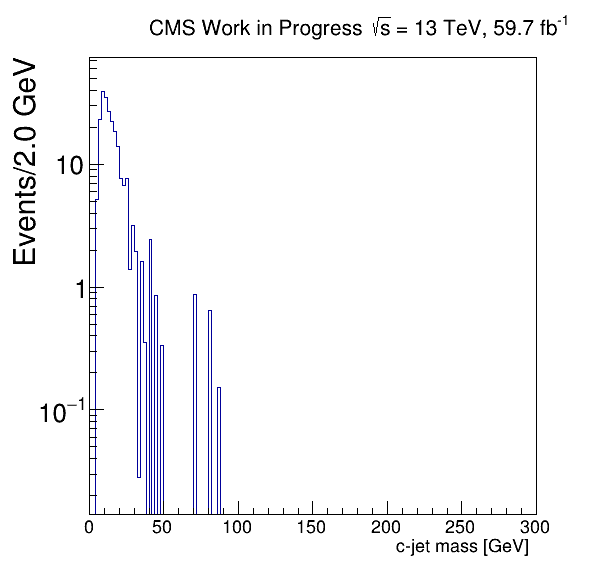 CMS Work in Progress √s = 13 TeV, 59.7 fb⁻¹
Events/2.0 GeV
10
1
10⁻¹
0 50 100 150 200 250 300
c-jet mass [GeV]